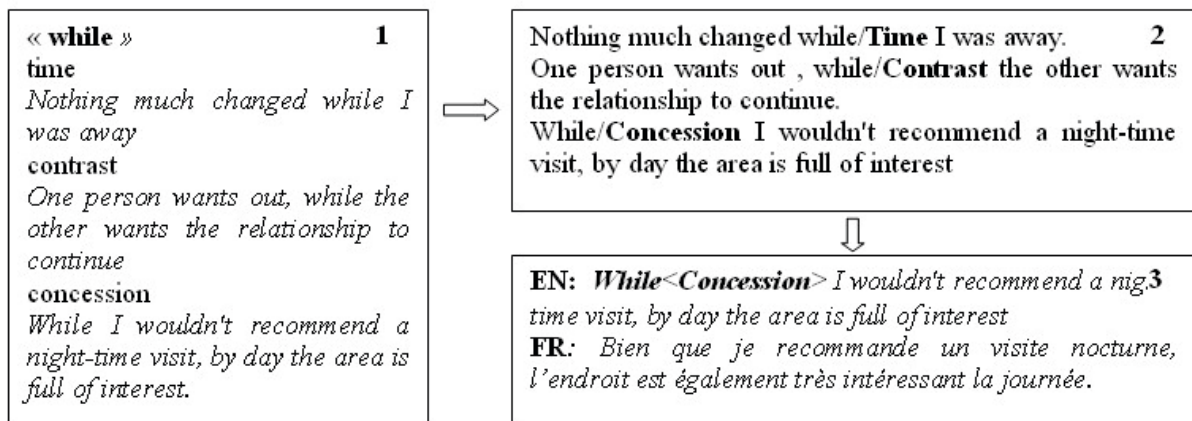 « while » 1
time
Nothing much changed while I
was away
contrast
One person wants out, while the
other wants the relationship to
continue
concession
While I wouldn't recommend a
night-time visit, by day the area is
full of interest.
Nothing much changed while/Time I was away. 2
One person wants out , while/Contrast the other wants
the relationship to continue.
While/Concession I wouldn't recommend a night-time
visit, by day the area is full of interest
EN: While<Concession> I wouldn't recommend a nig. 3
time visit, by day the area is full of interest
FR: Bien que je recommande un visite nocturne,
l'endroit est également très intéressant la journée.